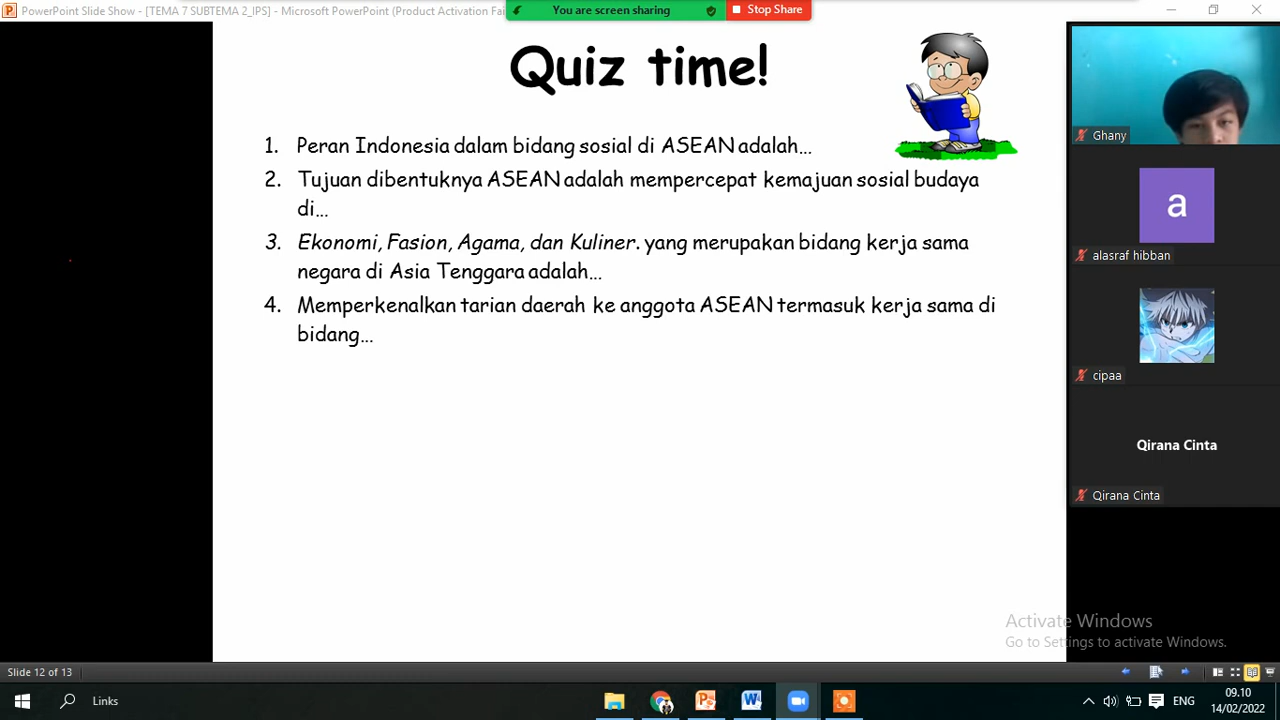 PowerPoint Slide Show - [TEMA 7 SUBTEMA 2_IPS] - Microsoft PowerPoint (Product Activation Fai
You are screen sharing
Stop Share
Quiz time!
1. Peran Indonesia dalam bidang sosial di ASEAN adalah...
2. Tujuan dibentuknya ASEAN adalah mempercepat kemajuan sosial budaya
di...
3. Ekonomi, Fasion, Agama, dan Kuliner. yang merupakan bidang kerja sama
negara di Asia Tenggara adalah...
4. Memperkenalkan tarian daerah ke anggota ASEAN termasuk kerja sama di
bidang...
Ghany
a
alasraf hibban
cipaa
Qirana Cinta
Qirana Cinta
Activate Windows
Go to Settings to activate Windows.
Slide 12 of 13
Links
ENG
09.10
14/02/2022